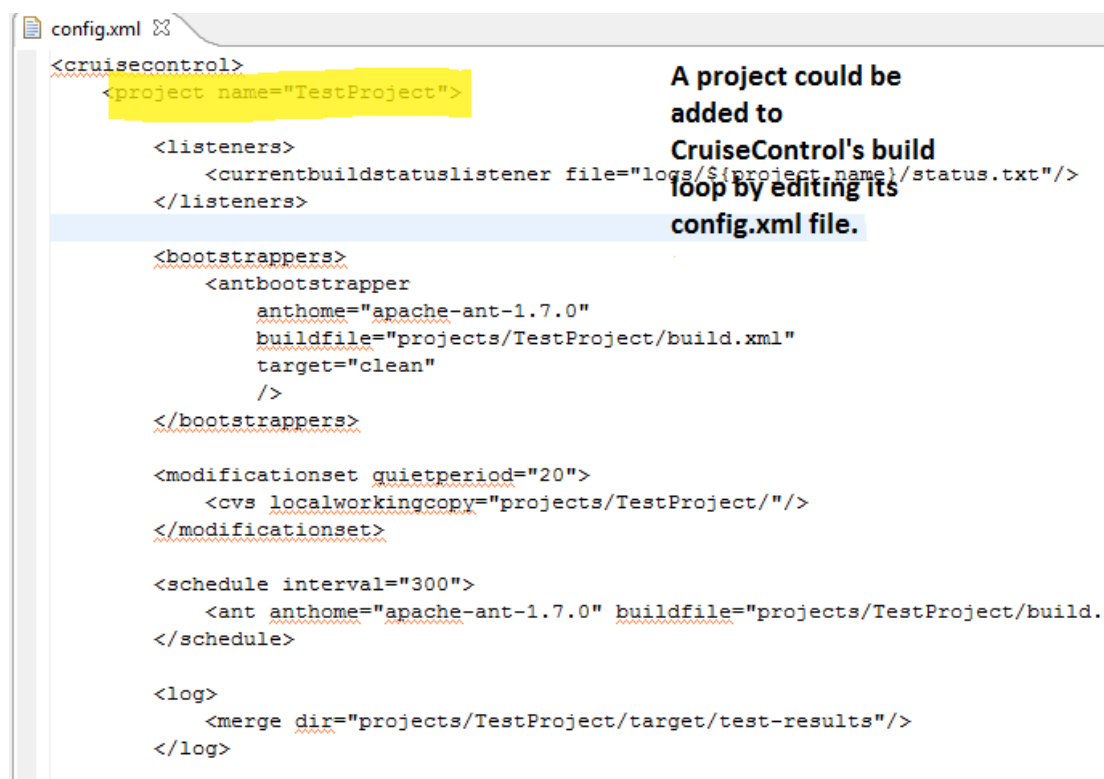 config.xml
<cruisecontrol>
<project name="TestProject">
A project could be
added to
CruiseControl's build
loop by editing its
config.xml file.
<listeners>
<currentbuildstatuslistener file="logs/${project.name}/status.txt"/>
</listeners>
<bootstrappers>
<antbootstrapper
anthome="apache-ant-1.7.0"
buildfile="projects/TestProject/build.xml"
target="clean"
/>
</bootstrappers>
<modificationset quietperiod="20">
<cvs localworkingcopy="projects/TestProject/"/>
</modificationset>
<schedule interval="300">
<ant anthome="apache-ant-1.7.0" buildfile="projects/TestProject/build.
</schedule>
<log>
<merge dir="projects/TestProject/target/test-results"/>
</log>